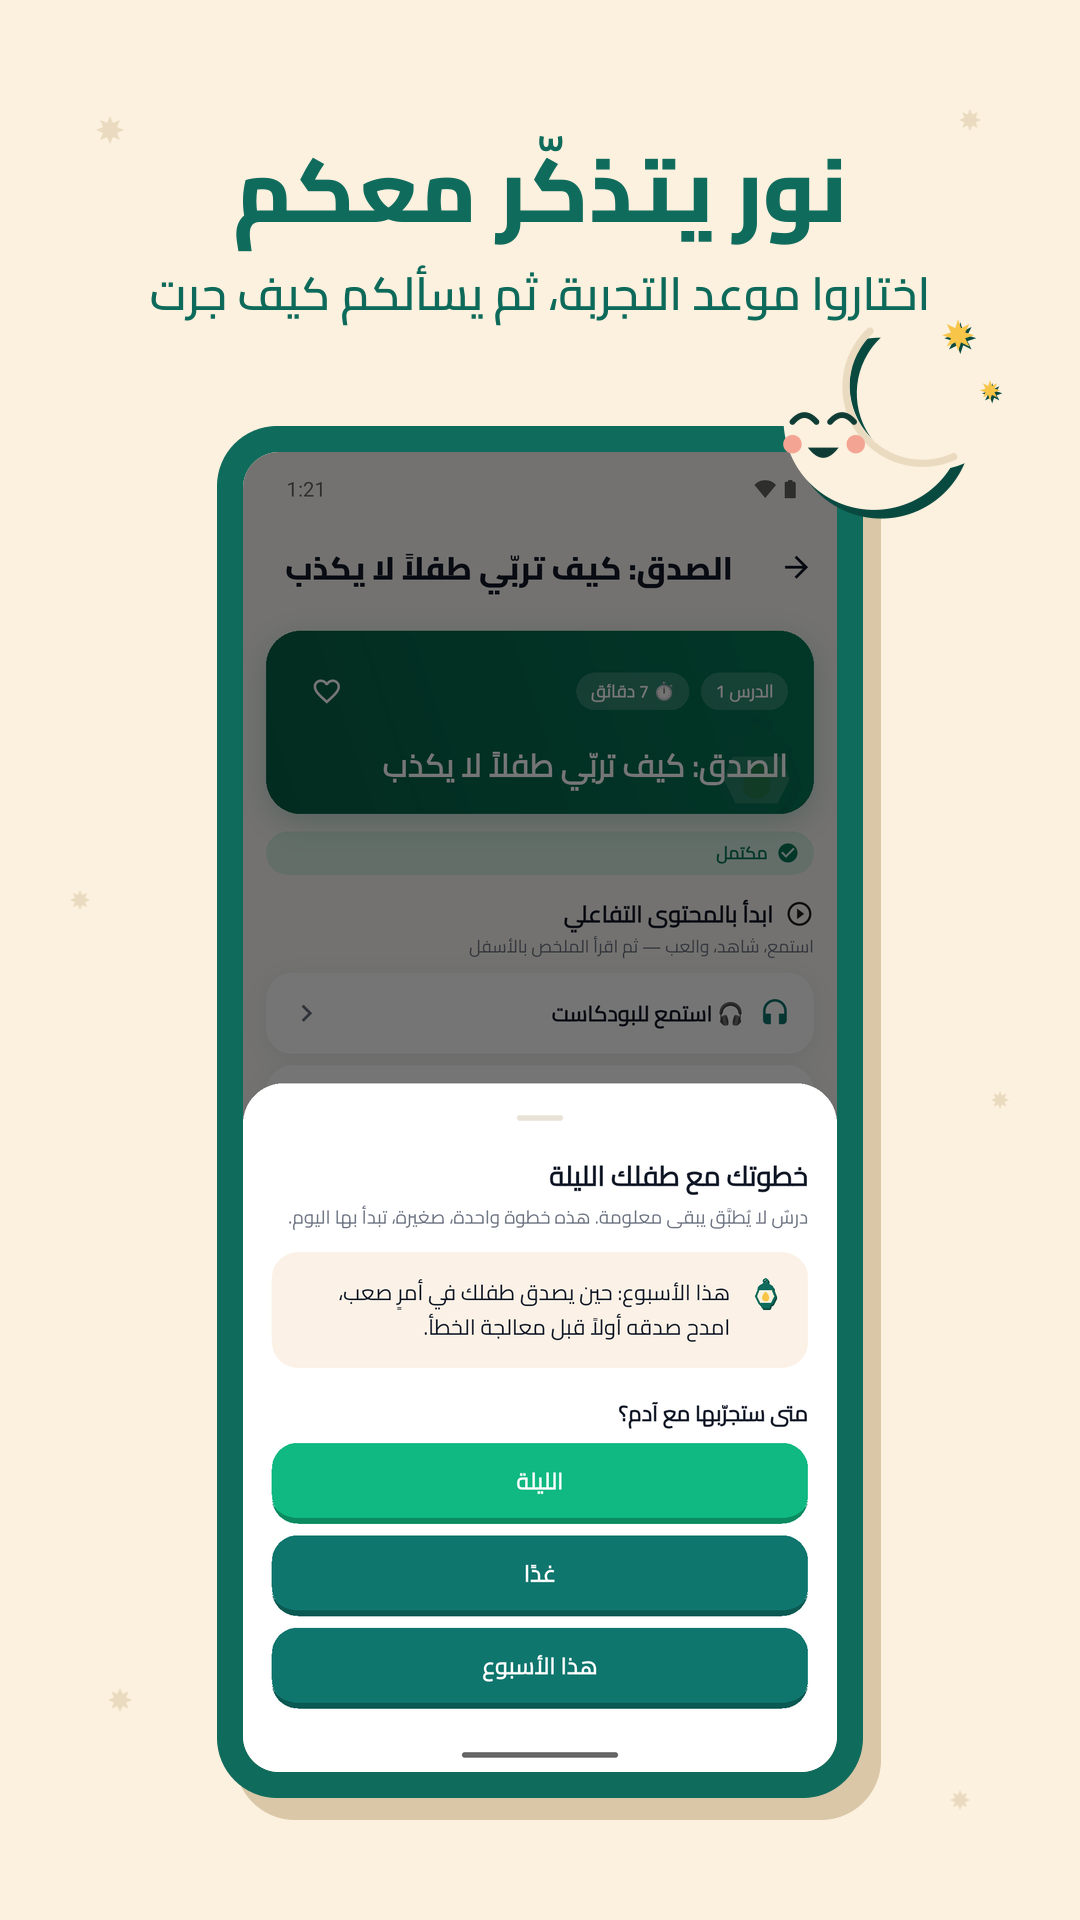 نور يتذكّر معكم
اختاروا موعد التجربة، ثم يسألكم كيف جرت
1:21
الصدق: كيف تربّي طفلاً لا يكذب
الدرس 1
7 دقائق
الصدق: كيف تربّي طفلاً لا يكذب
مكتمل
ابدأ بالمحتوى التفاعلي
استمع، شاهد، والعب — ثم اقرأ الملخص بالأسفل
استمع للبودكاست
خطوتك مع طفلك الليلة
درسٌ لا يُطبَّق يبقى معلومة. هذه خطوة واحدة، صغيرة، تبدأ بها اليوم.
هذا الأسبوع: حين يصدق طفلك في أمرٍ صعب،
امدح صدقه أولاً قبل معالجة الخطأ.
متى ستجرّبها مع آدم؟
الليلة
غدًا
هذا الأسبوع